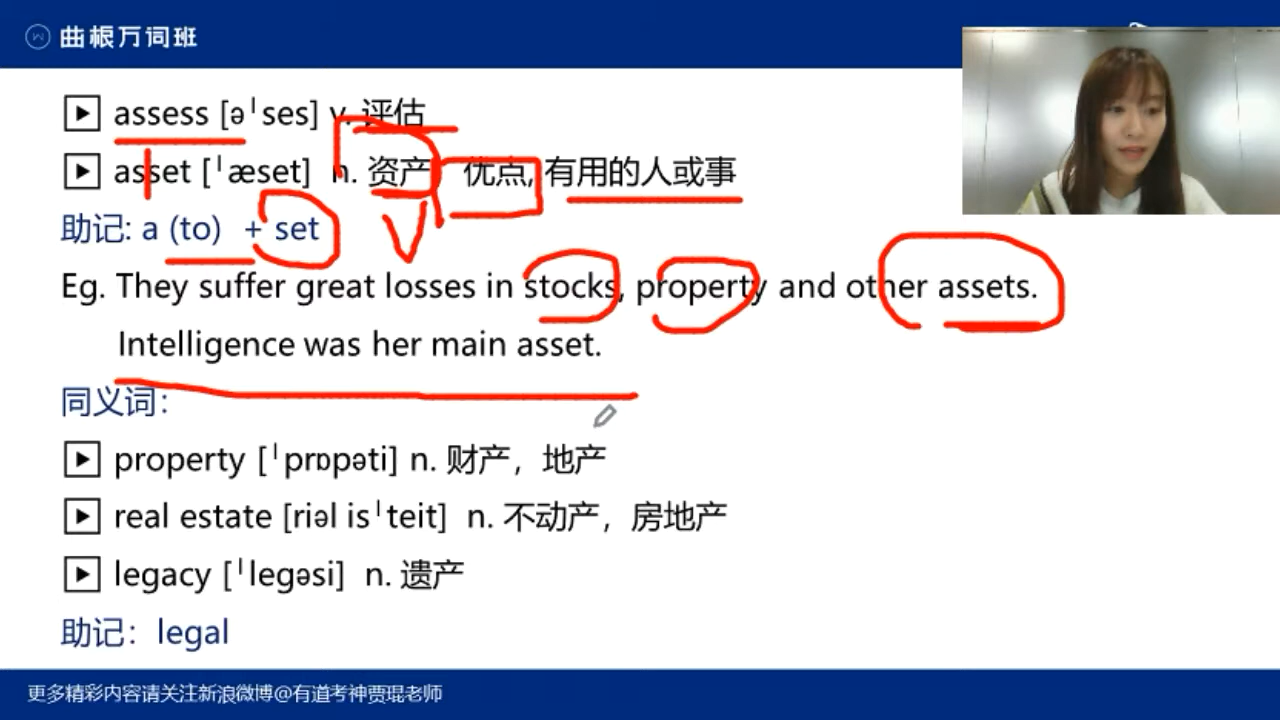 曲根万词班
assess [əˈses] v. 评估
asset [ˈæset] n. 资产 优点, 有用的人或事
助记: a (to) + set
Eg. They suffer great losses in stocks, property and other assets.
Intelligence was her main asset.
同义词：
property [ˈprɒpəti] n. 财产，地产
real estate [riəl isˈteit] n. 不动产，房地产
legacy [ˈlegəsi] n. 遗产
助记：legal
更多精彩内容请关注新浪微博@有道考神贾琨老师